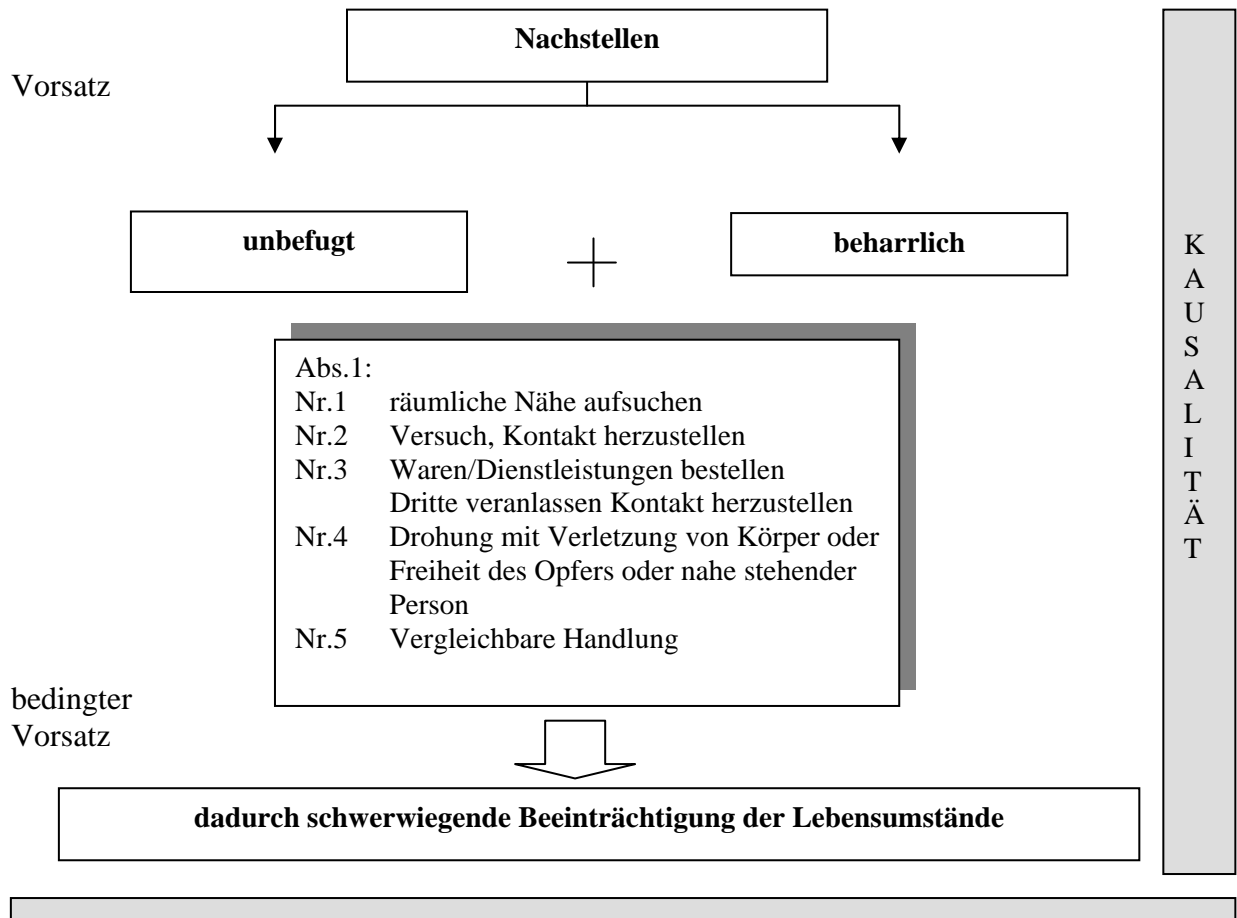 Nachstellen
Vorsatz
unbefugt
beharrlich
Abs.1:
Nr.1 räumliche Nähe aufsuchen
Nr.2 Versuch, Kontakt herzustellen
Nr.3 Waren/Dienstleistungen bestellen
Dritte veranlassen Kontakt herzustellen
Nr.4 Drohung mit Verletzung von Körper oder
Freiheit des Opfers oder nahe stehender
Person
Nr.5 Vergleichbare Handlung
bedingter
Vorsatz
dadurch schwerwiegende Beeinträchtigung der Lebensumstände
K
A
U
S
A
L
I
T
Ä
T